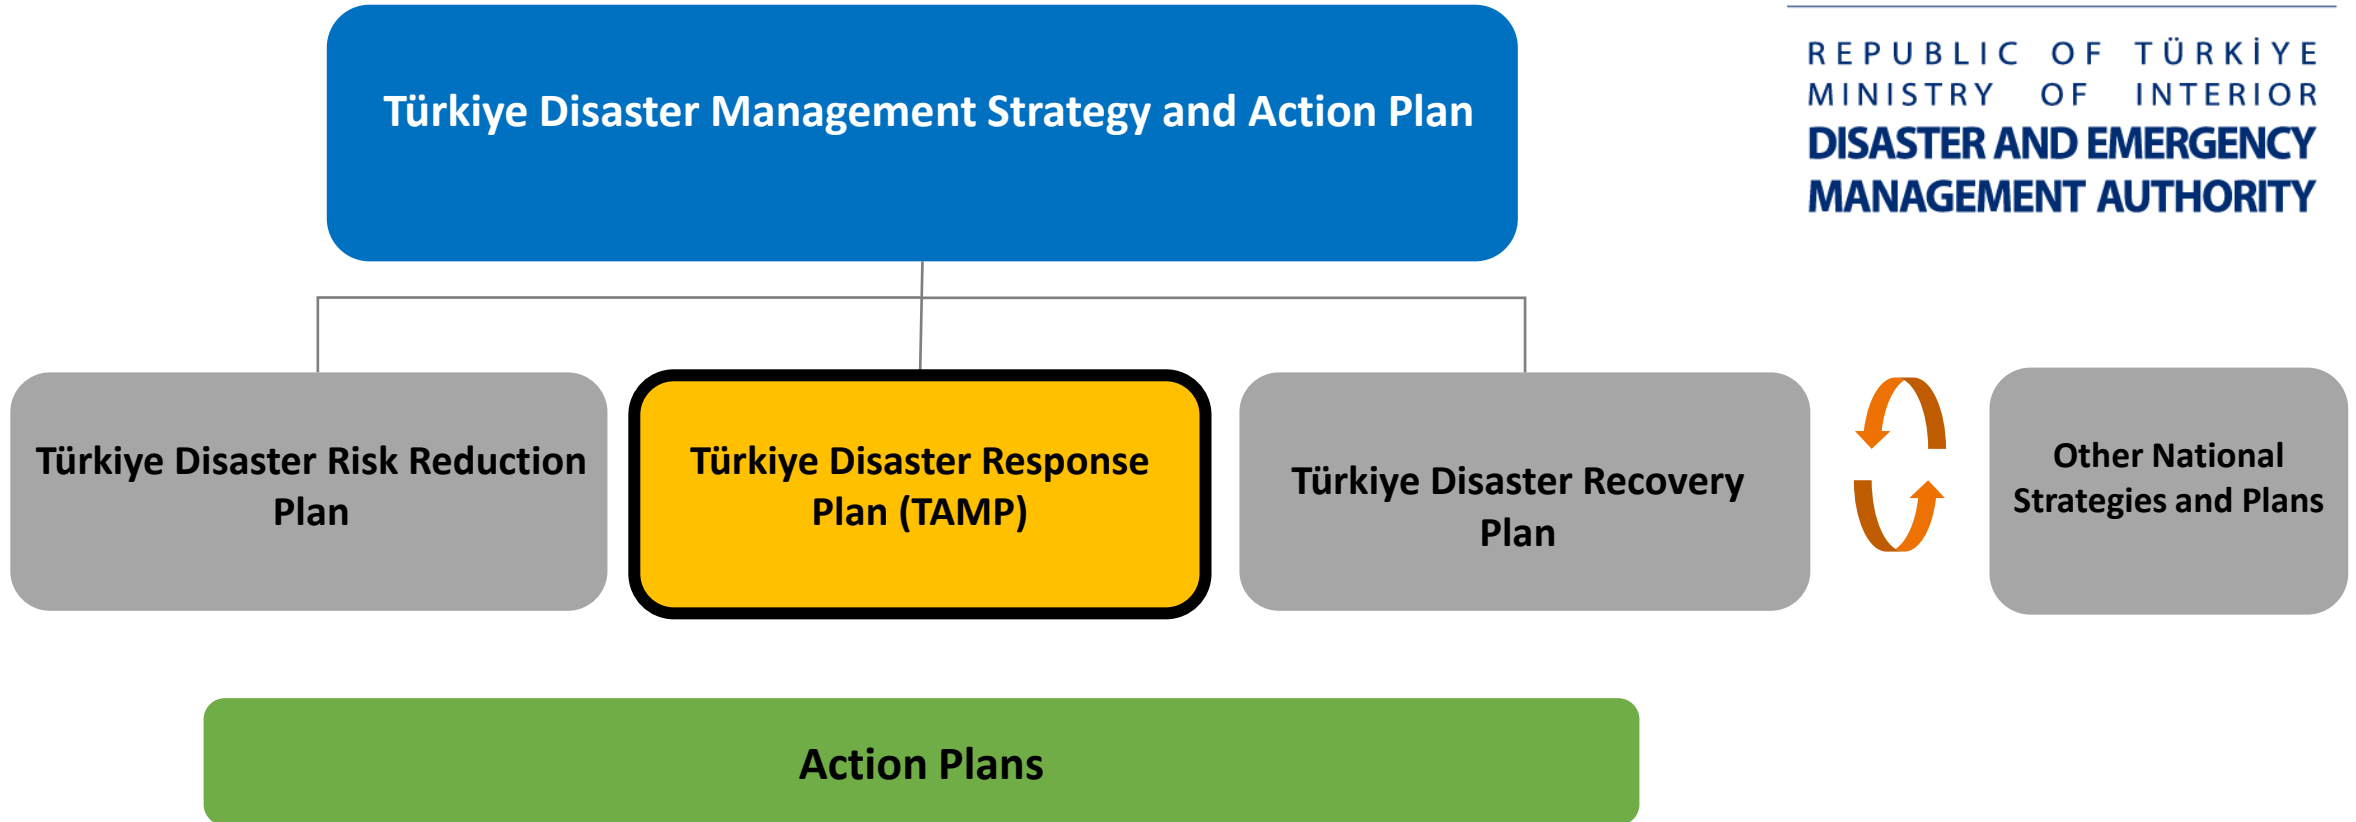 Türkiye Disaster Management Strategy and Action Plan
REPUBLIC OF TÜRKİYE
MINISTRY OF INTERIOR
DISASTER AND EMERGENCY
MANAGEMENT AUTHORITY
Türkiye Disaster Risk Reduction
Plan
Türkiye Disaster Response
Plan (TAMP)
Türkiye Disaster Recovery
Plan
Other National
Strategies and Plans
Action Plans